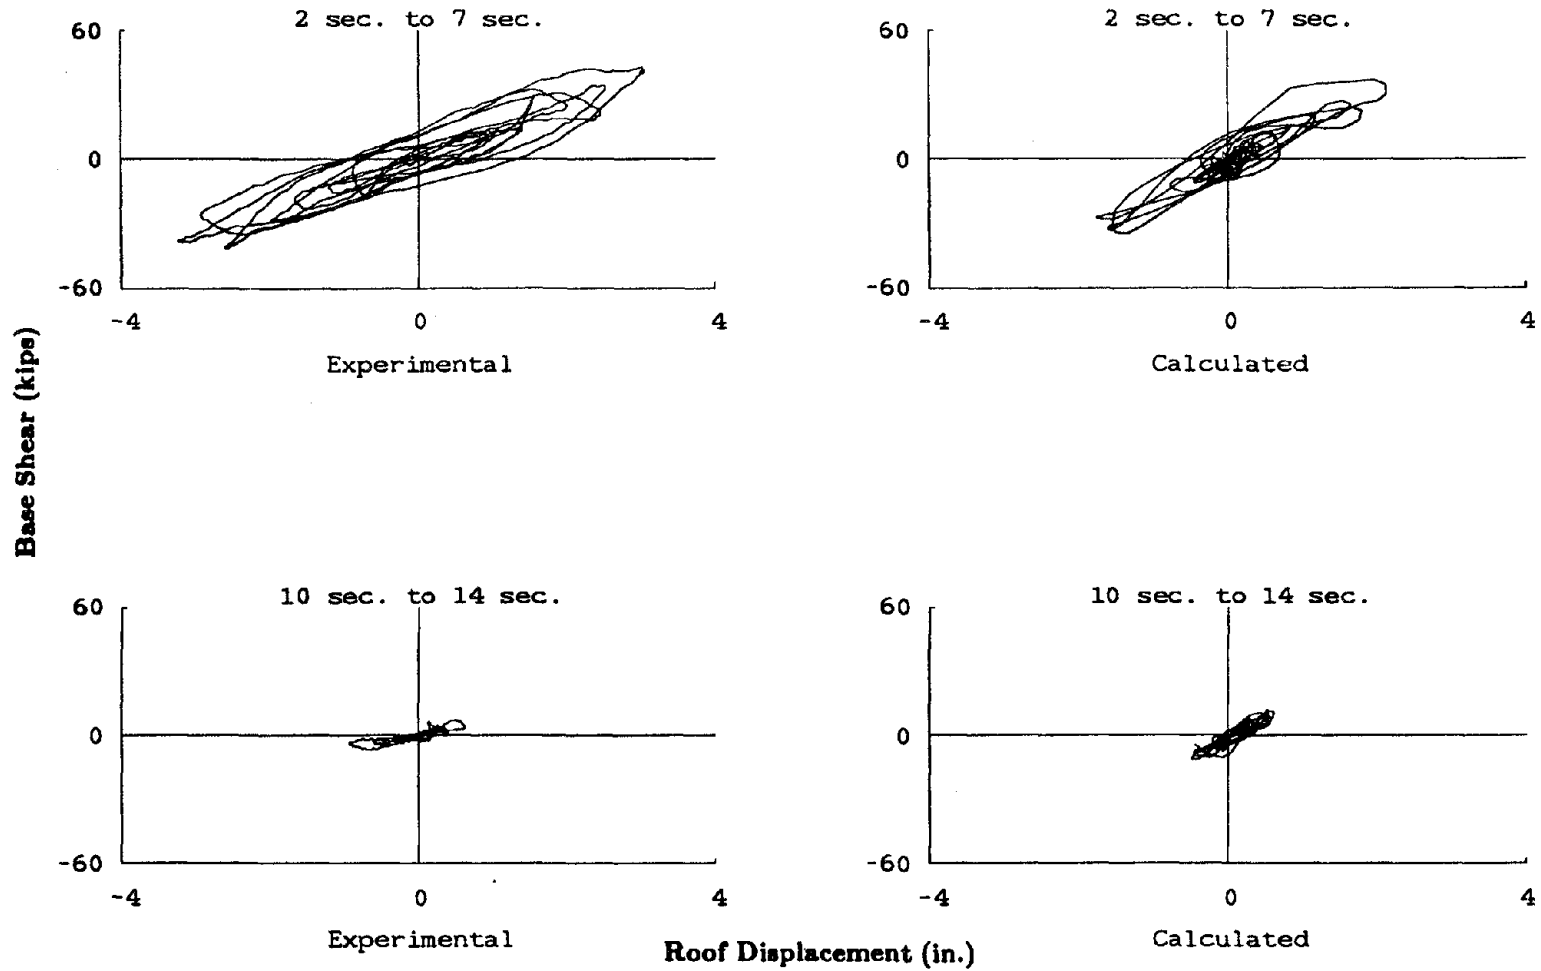 2 sec. to 7 sec.
2 sec. to 7 sec.
60
60
0
0
-60
-60
-4
0
4
-4
0
4
Experimental
Calculated
Base Shear (kips)
10 sec. to 14 sec.
10 sec. to 14 sec.
60
60
0
0
-60
-60
-4
0
4
-4
0
4
Experimental
Calculated
Roof Displacement (in.)